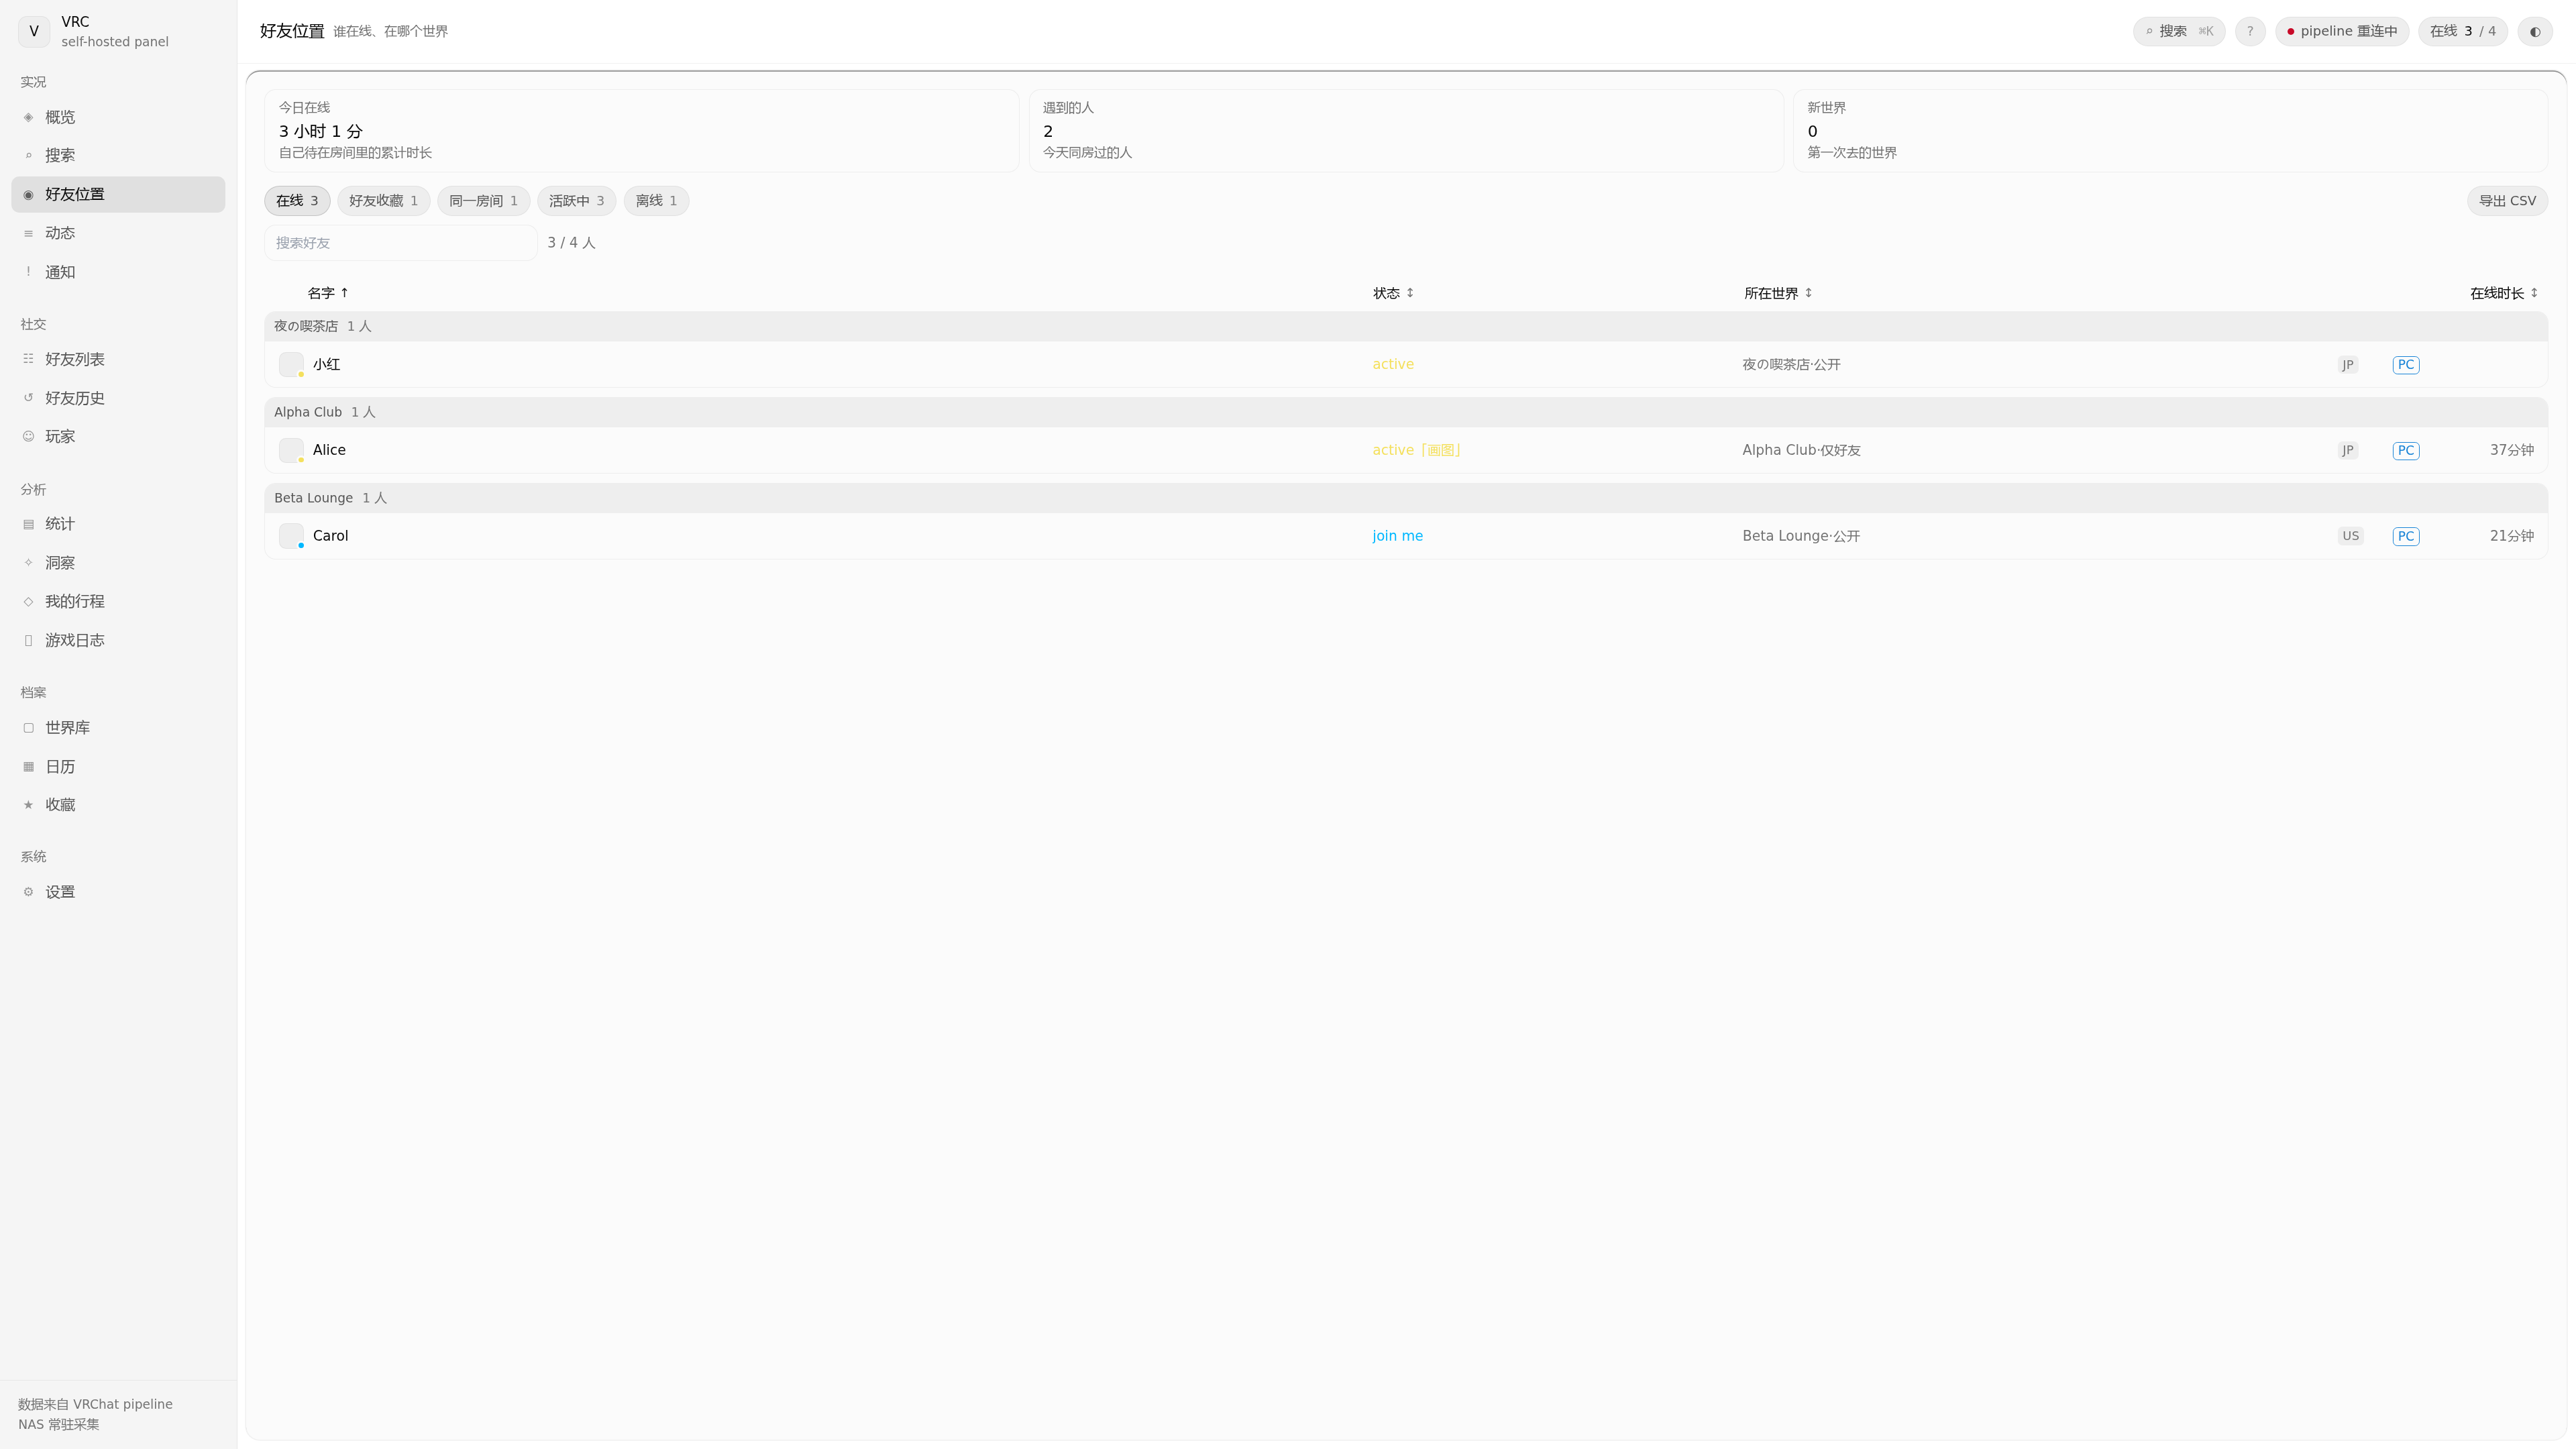 V
VRC
self-hosted panel
实况
概览
搜索
好友位置
动态
通知
社交
好友列表
好友历史
玩家
分析
统计
洞察
我的行程
游戏日志
档案
世界库
日历
收藏
系统
设置
数据来自 VRChat pipeline
NAS 常驻采集
好友位置 谁在线、在哪个世界
搜索 ⌘K
?
pipeline 重连中
在线 3 / 4
今日在线
3 小时 1 分
自己待在房间里的累计时长
遇到的人
2
今天同房过的人
新世界
0
第一次去的世界
在线 3 好友收藏 1 同一房间 1 活跃中 3 离线 1 导出 CSV
搜索好友 3 / 4 人
名字 ↑ 状态 ↕ 所在世界 ↕ 在线时长 ↕
夜の喫茶店 1 人
小红 active 夜の喫茶店·公开 JP PC
Alpha Club 1 人
Alice active「画图」 Alpha Club·仅好友 JP PC 37分钟
Beta Lounge 1 人
Carol join me Beta Lounge·公开 US PC 21分钟